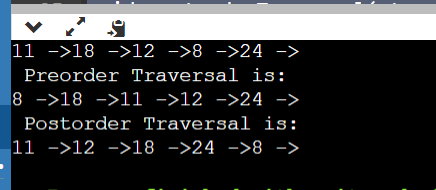 11 ->18 ->12 ->8 ->24 ->
Preorder Traversal is:
8 ->18 ->11 ->12 ->24 ->
Postorder Traversal is:
11 ->12 ->18 ->24 ->8 ->